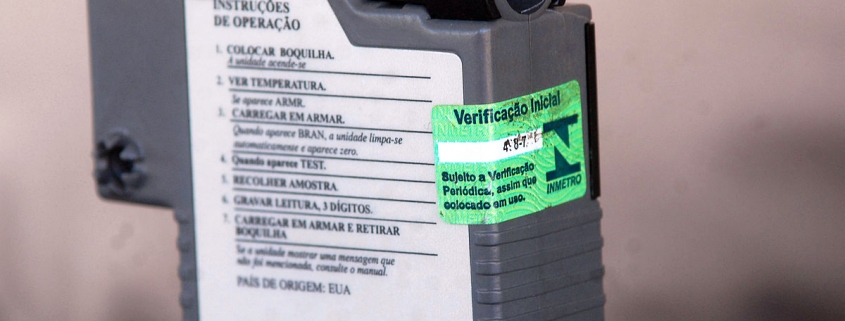 INSTRUÇÕES
DE OPERAÇÃO
1. COLOCAR BOQUILHA.
A unidade acende-se
2. VER TEMPERATURA.
Se aparece ARMR.
3. CARREGAR EM ARMAR.
Quando aparece BRAN, a unidade limpa-se
automaticamente e aparece zero.
4. Quando aparece TEST.
5. RECOLHER AMOSTRA
6. GRAVAR LEITURA, 3 DÍGITOS.
7. CARREGAR EM ARMAR E RETIRAR
BOQUILHA
Se a unidade mostrar uma mensagem que
não foi mencionada, consulte o manual.
PAÍS DE ORIGEM: EUA
Verificação Inicial
INMETRO
Sujeito a Verificação
Periódica, assim que
colocado em uso.
INMETRO